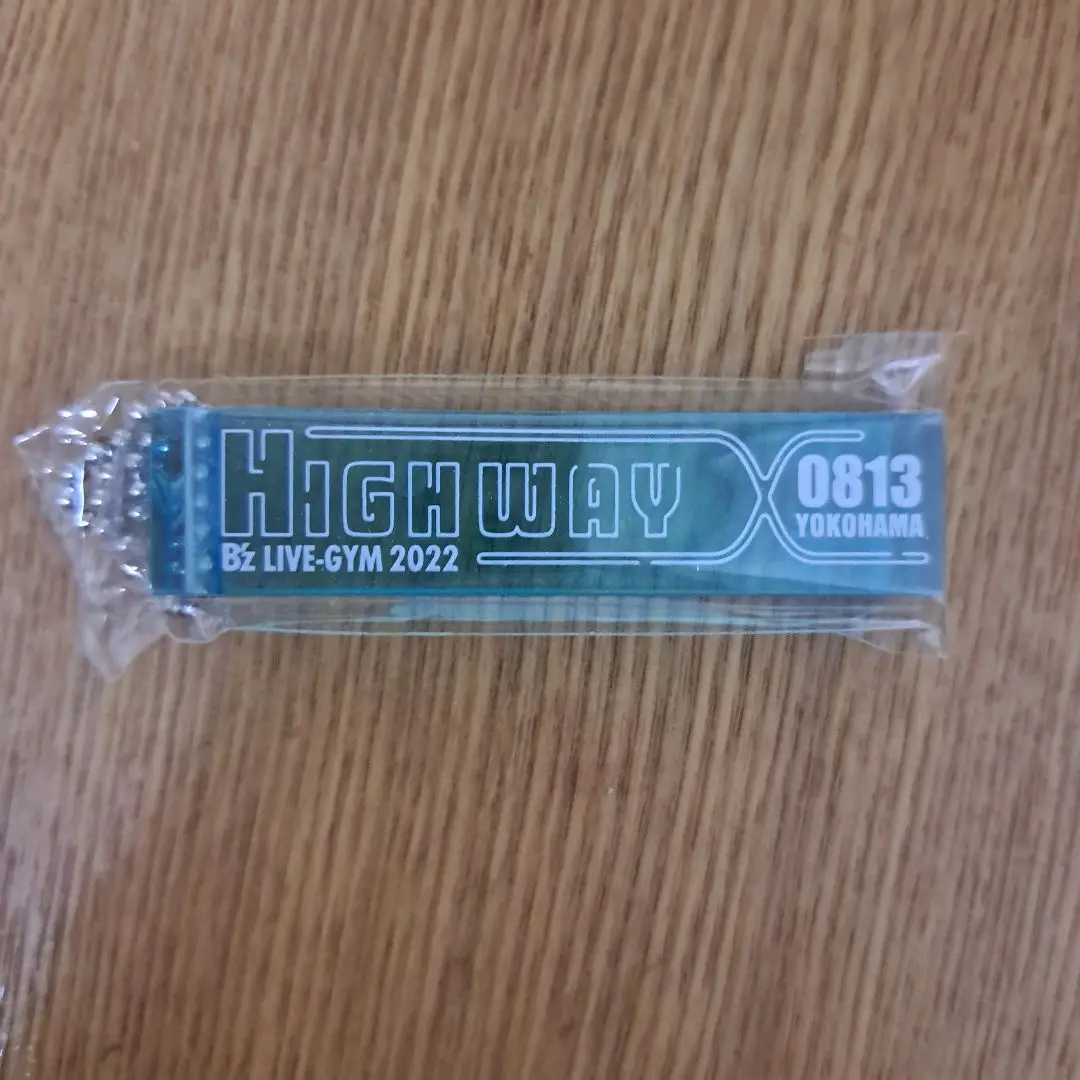 HIGHWAY X
0813
YOKOHAMA
B'z LIVE-GYM 2022